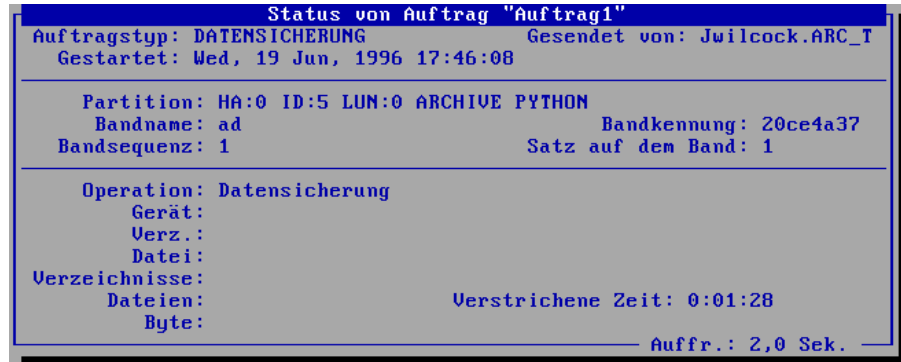 Status von Auftrag "Auftrag1"
Auftragstyp: DATENSICHERUNG Gesendet von: Jwilcock.ARC_T
Gestartet: Wed, 19 Jun, 1996 17:46:08
Partition: HA:0 ID:5 LUN:0 ARCHIVE PYTHON
Bandname: ad Bandkennung: 20ce4a37
Bandsequenz: 1 Satz auf dem Band: 1
Operation: Datensicherung
Gerät:
Verz.:
Datei:
Verzeichnisse:
Dateien: Verstrichene Zeit: 0:01:28
Byte:
Auffr.: 2,0 Sek.